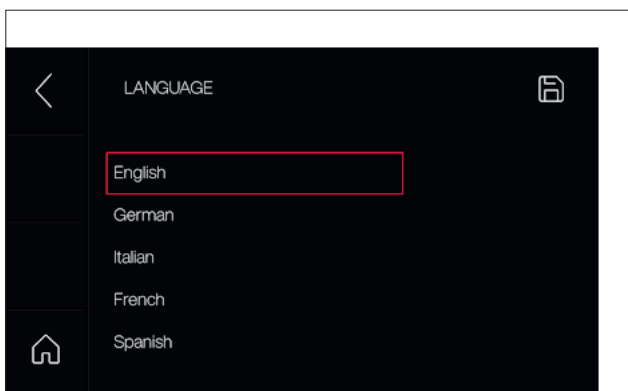 LANGUAGE
English
German
Italian
French
Spanish